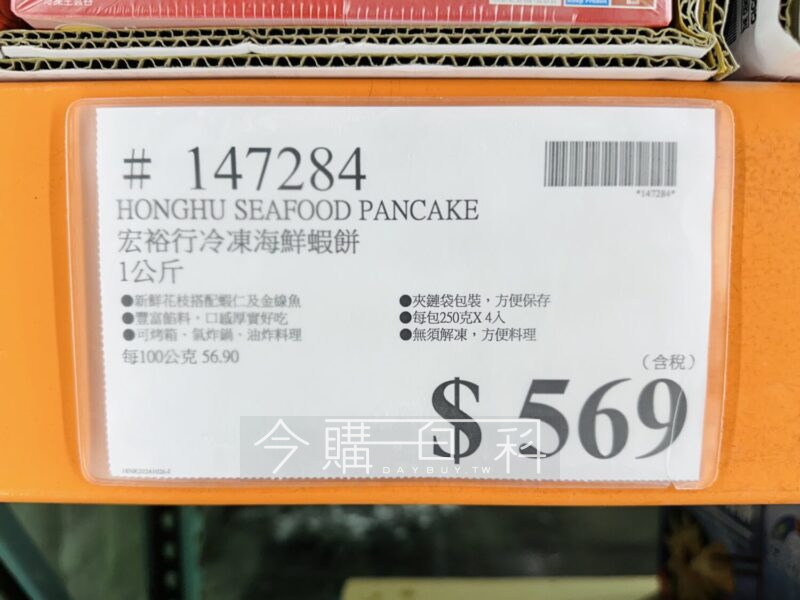 # 147284
*147284*
HONGHU SEAFOOD PANCAKE
宏裕行冷凍海鮮蝦餅
1公斤
●新鮮花枝搭配蝦仁及金線魚
●豐富餡料，口感厚實好吃
●可烤箱、氣炸鍋、油炸料理
●夾鏈袋包裝，方便保存
●每包250克X 4入
●無須解凍，方便料理
每100公克 56.90
(含稅)
$ 569
今購百科
DAYBUY.TW